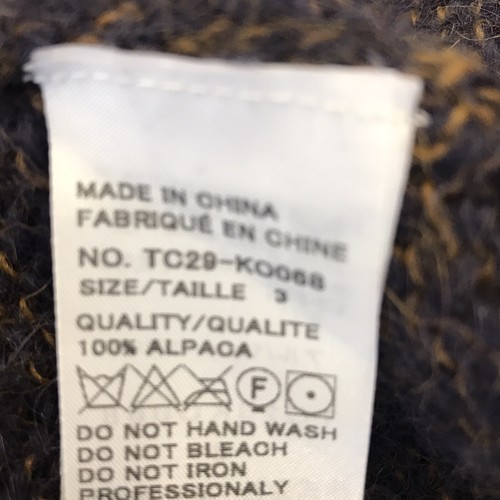 MADE IN CHINA
FABRIQUÉ EN CHINE
NO. TC29-KO068
SIZE/TAILLE 3
QUALITY/QUALITE
100% ALPACA
F
DO NOT HAND WASH
DO NOT BLEACH
DO NOT IRON
PROFESSIONALY